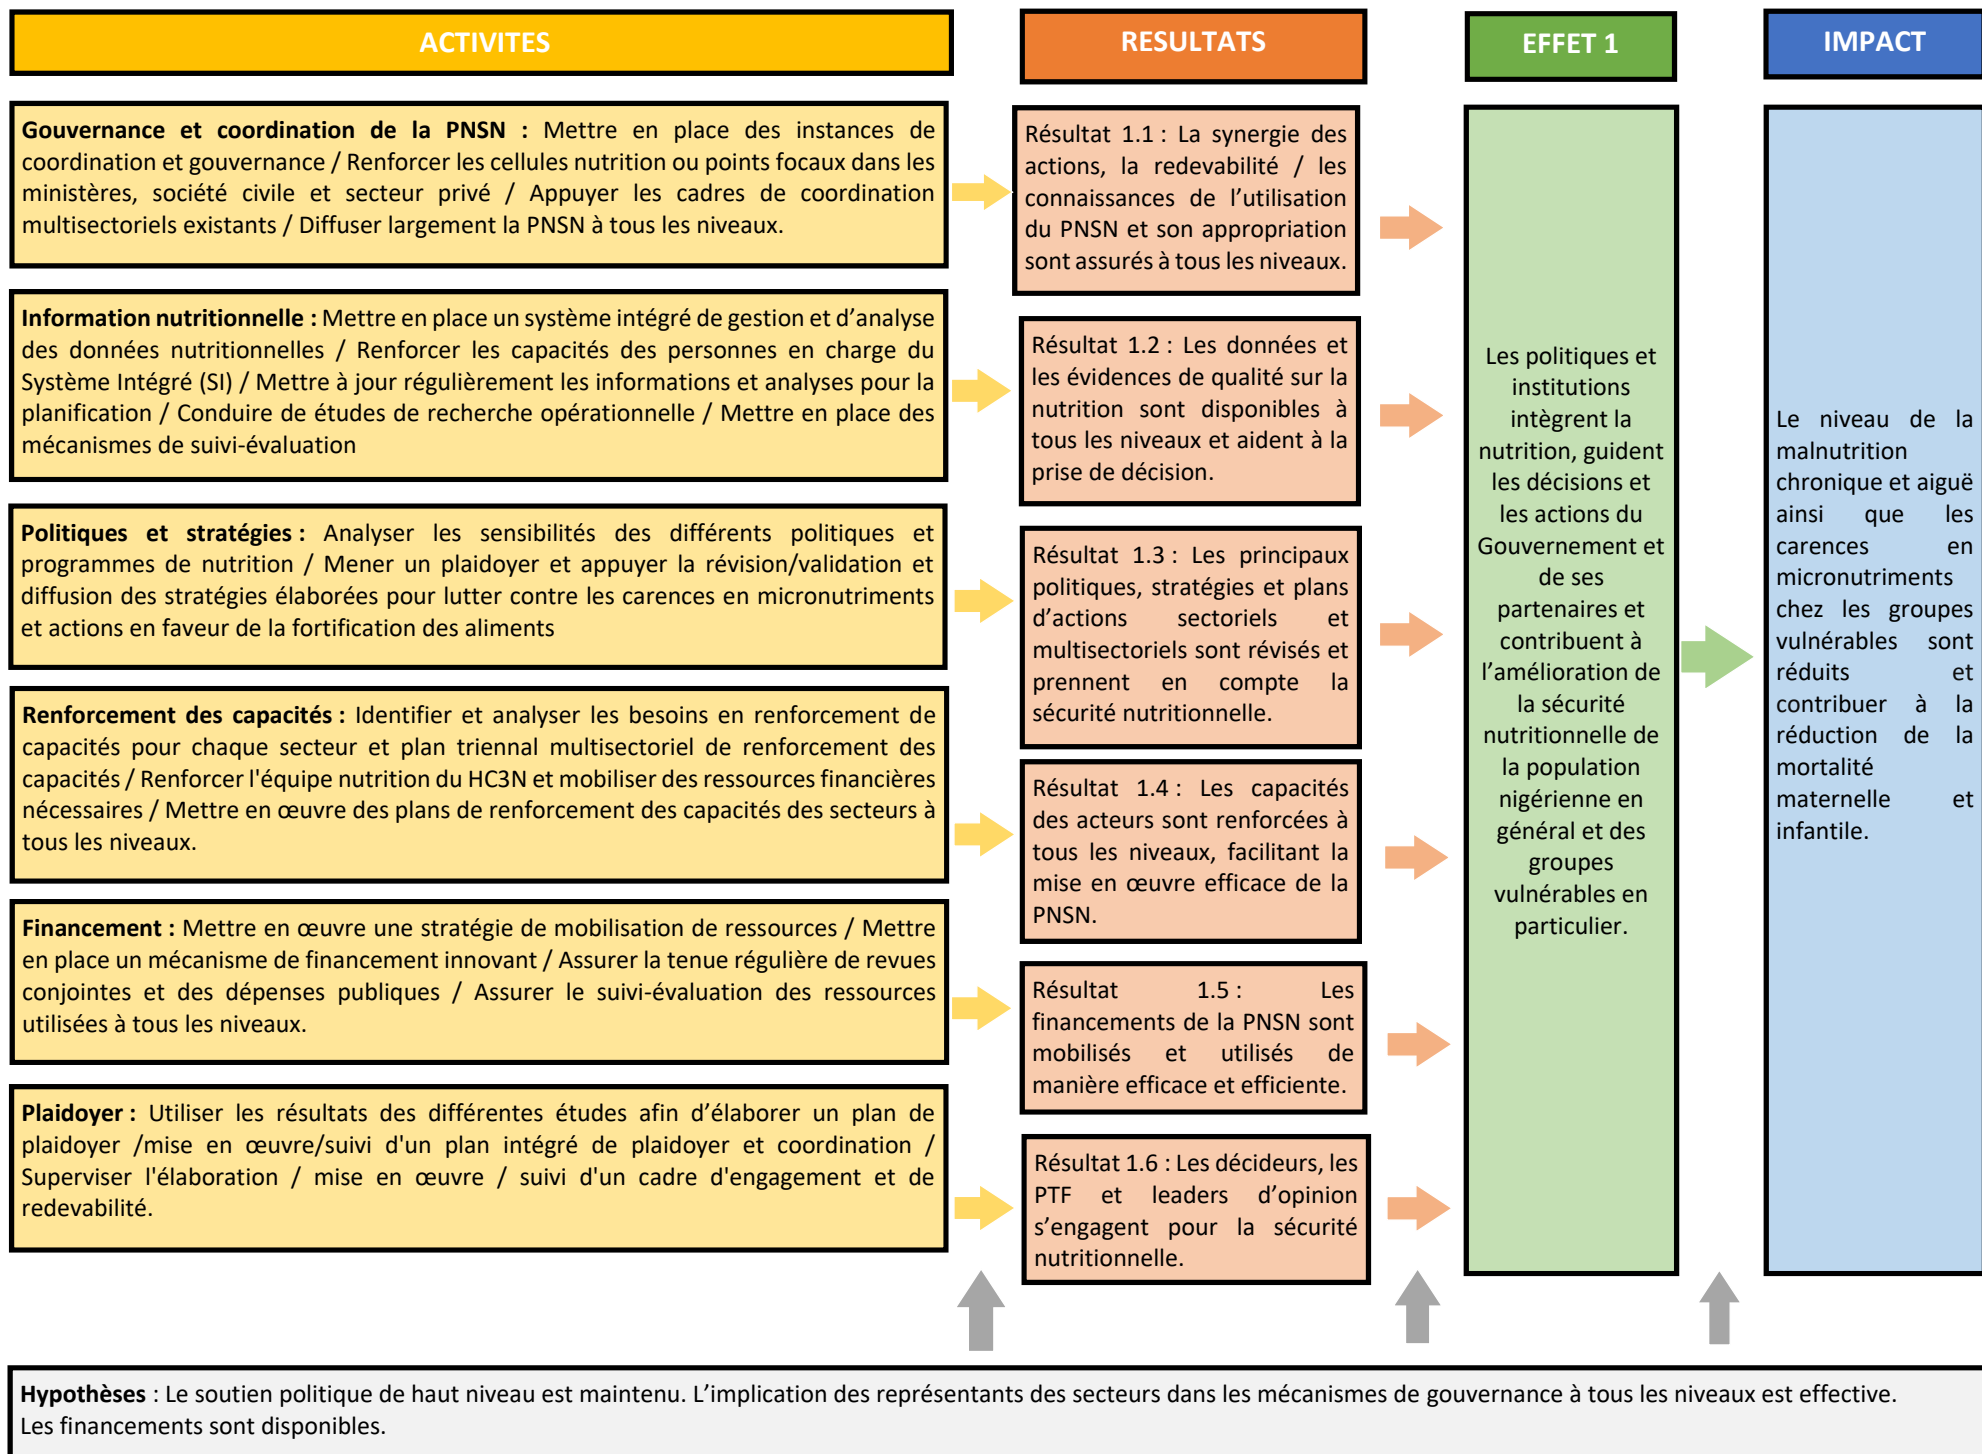 ACTIVITES
RESULTATS
EFFET 1
IMPACT
Gouvernance et coordination de la PNSN : Mettre en place des instances de
coordination et gouvernance / Renforcer les cellules nutrition ou points focaux dans les
ministères, société civile et secteur privé / Appuyer les cadres de coordination
multisectoriels existants / Diffuser largement la PNSN à tous les niveaux.
Information nutritionnelle : Mettre en place un système intégré de gestion et d’analyse
des données nutritionnelles / Renforcer les capacités des personnes en charge du
Système Intégré (SI) / Mettre à jour régulièrement les informations et analyses pour la
planification / Conduire de études de recherche opérationnelle / Mettre en place des
mécanismes de suivi-évaluation
Politiques et stratégies : Analyser les sensibilités des différents politiques et
programmes de nutrition / Mener un plaidoyer et appuyer la révision/validation et
diffusion des stratégies élaborées pour lutter contre les carences en micronutriments
et actions en faveur de la fortification des aliments
Renforcement des capacités : Identifier et analyser les besoins en renforcement de
capacités pour chaque secteur et plan triennal multisectoriel de renforcement des
capacités / Renforcer l'équipe nutrition du HC3N et mobiliser des ressources financières
nécessaires / Mettre en œuvre des plans de renforcement des capacités des secteurs à
tous les niveaux.
Financement : Mettre en œuvre une stratégie de mobilisation de ressources / Mettre
en place un mécanisme de financement innovant / Assurer la tenue régulière de revues
conjointes et des dépenses publiques / Assurer le suivi-évaluation des ressources
utilisées à tous les niveaux.
Plaidoyer : Utiliser les résultats des différentes études afin d’élaborer un plan de
plaidoyer /mise en œuvre/suivi d'un plan intégré de plaidoyer et coordination /
Superviser l'élaboration / mise en œuvre / suivi d'un cadre d'engagement et de
redevabilité.
Résultat 1.1 : La synergie des
actions, la redevabilité / les
connaissances de l’utilisation
du PNSN et son appropriation
sont assurés à tous les niveaux.
Résultat 1.2 : Les données et
les évidences de qualité sur la
nutrition sont disponibles à
tous les niveaux et aident à la
prise de décision.
Résultat 1.3 : Les principaux
politiques, stratégies et plans
d’actions sectoriels et
multisectoriels sont révisés et
prennent en compte la
sécurité nutritionnelle.
Résultat 1.4 : Les capacités
des acteurs sont renforcées à
tous les niveaux, facilitant la
mise en œuvre efficace de la
PNSN.
Résultat 1.5 : Les
financements de la PNSN sont
mobilisés et utilisés de
manière efficace et efficiente.
Résultat 1.6 : Les décideurs, les
PTF et leaders d’opinion
s’engagent pour la sécurité
nutritionnelle.
Les politiques et
institutions
intègrent la
nutrition, guident
les décisions et
les actions du
Gouvernement et
de ses
partenaires et
contribuent à
l’amélioration de
la sécurité
nutritionnelle de
la population
nigérienne en
général et des
groupes
vulnérables en
particulier.
Le niveau de la
malnutrition
chronique et aiguë
ainsi que les
carences en
micronutriments
chez les groupes
vulnérables sont
réduits et
contribuer à la
réduction de la
mortalité
maternelle et
infantile.
Hypothèses : Le soutien politique de haut niveau est maintenu. L’implication des représentants des secteurs dans les mécanismes de gouvernance à tous les niveaux est effective.
Les financements sont disponibles.